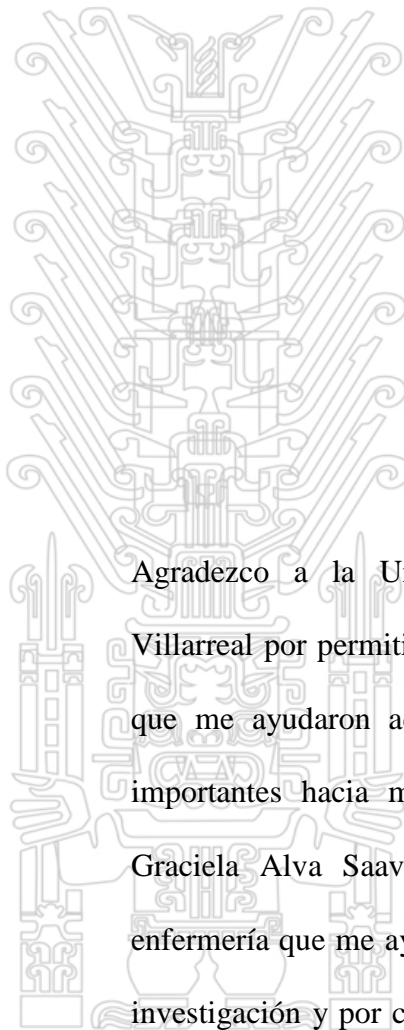 Agradezco a la
Villarreal por
que me ayudaron
importantes hacia
Graciela Alva
enfermería que me
investigación y por